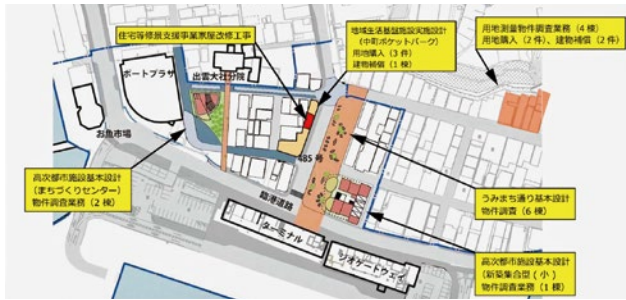 住宅等修景支援事業家屋改修工事
地域生活基盤施設実施設計
(中町ポケットパーク)
用地購入(3件)
建物補償(1棟)
用地測量物件調査業務(4棟)
用地購入(2件)、建物補償(2件)
ポートプラザ
出雲大社分院
お魚市場
485号
高次都市施設基本設計
(まちづくりセンター)
物件調査業務(2棟)
臨港道路
うみまち通り基本設計
物件調査(6棟)
ターミナル
ジオゲートウェイ
高次都市施設基本設計
(新築集合型(小)
物件調査業務(1棟)